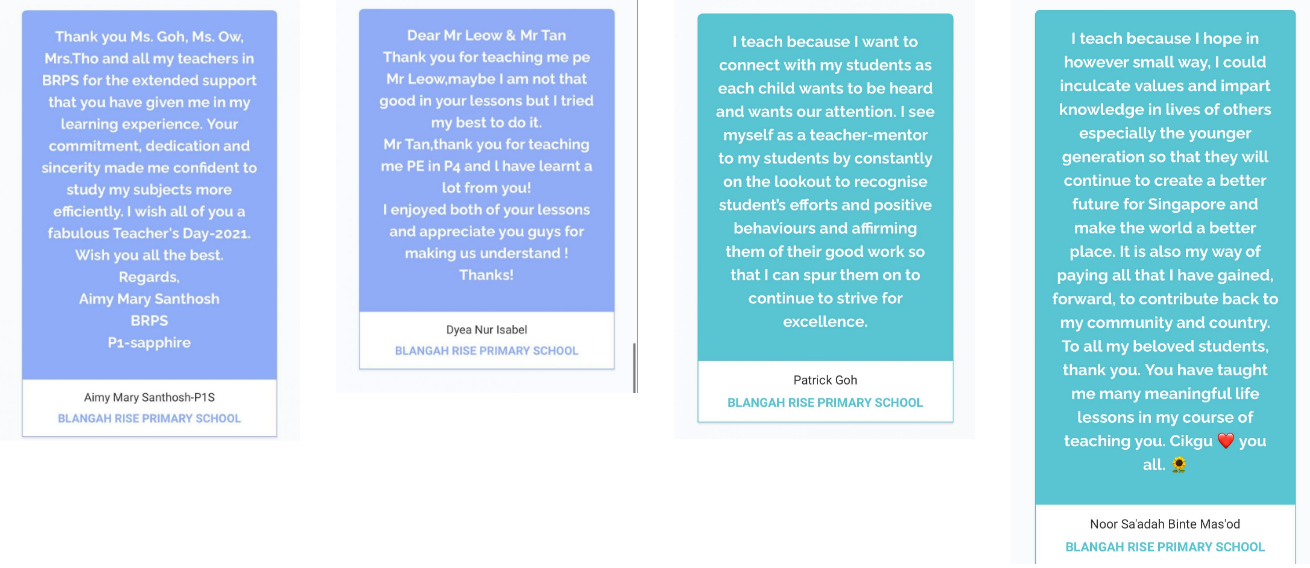 Thank you Ms. Goh, Ms. Ow,
Mrs.Tho and all my teachers in
BRPS for the extended support
that you have given me in my
learning experience. Your
commitment, dedication and
sincerity made me confident to
study my subjects more
efficiently. I wish all of you a
fabulous Teacher's Day-2021.
Wish you all the best.
Regards,
Aimy Mary Santhosh
BRPS
P1-sapphire
Aimy Mary Santhosh-P1S
BLANGAH RISE PRIMARY SCHOOL
Dear Mr Leow & Mr Tan
Thank you for teaching me pe
Mr Leow,maybe I am not that
good in your lessons but I tried
my best to do it.
Mr Tan,thank you for teaching
me PE in P4 and l have learnt a
lot from you!
I enjoyed both of your lessons
and appreciate you guys for
making us understand !
Thanks!
Dyea Nur Isabel
BLANGAH RISE PRIMARY SCHOOL
I teach because I want to
connect with my students as
each child wants to be heard
and wants our attention. I see
myself as a teacher-mentor
to my students by constantly
on the lookout to recognise
student's efforts and positive
behaviours and affirming
them of their good work so
that I can spur them on to
continue to strive for
excellence.
Patrick Goh
BLANGAH RISE PRIMARY SCHOOL
I teach because I hope in
however small way, I could
inculcate values and impart
knowledge in lives of others
especially the younger
generation so that they will
continue to create a better
future for Singapore and
make the world a better
place. It is also my way of
paying all that I have gained,
forward, to contribute back to
my community and country.
To all my beloved students,
thank you. You have taught
me many meaningful life
lessons in my course of
teaching you. Cikgu ❤️ you
all. 🌻
Noor Sa'adah Binte Mas'od
BLANGAH RISE PRIMARY SCHOOL